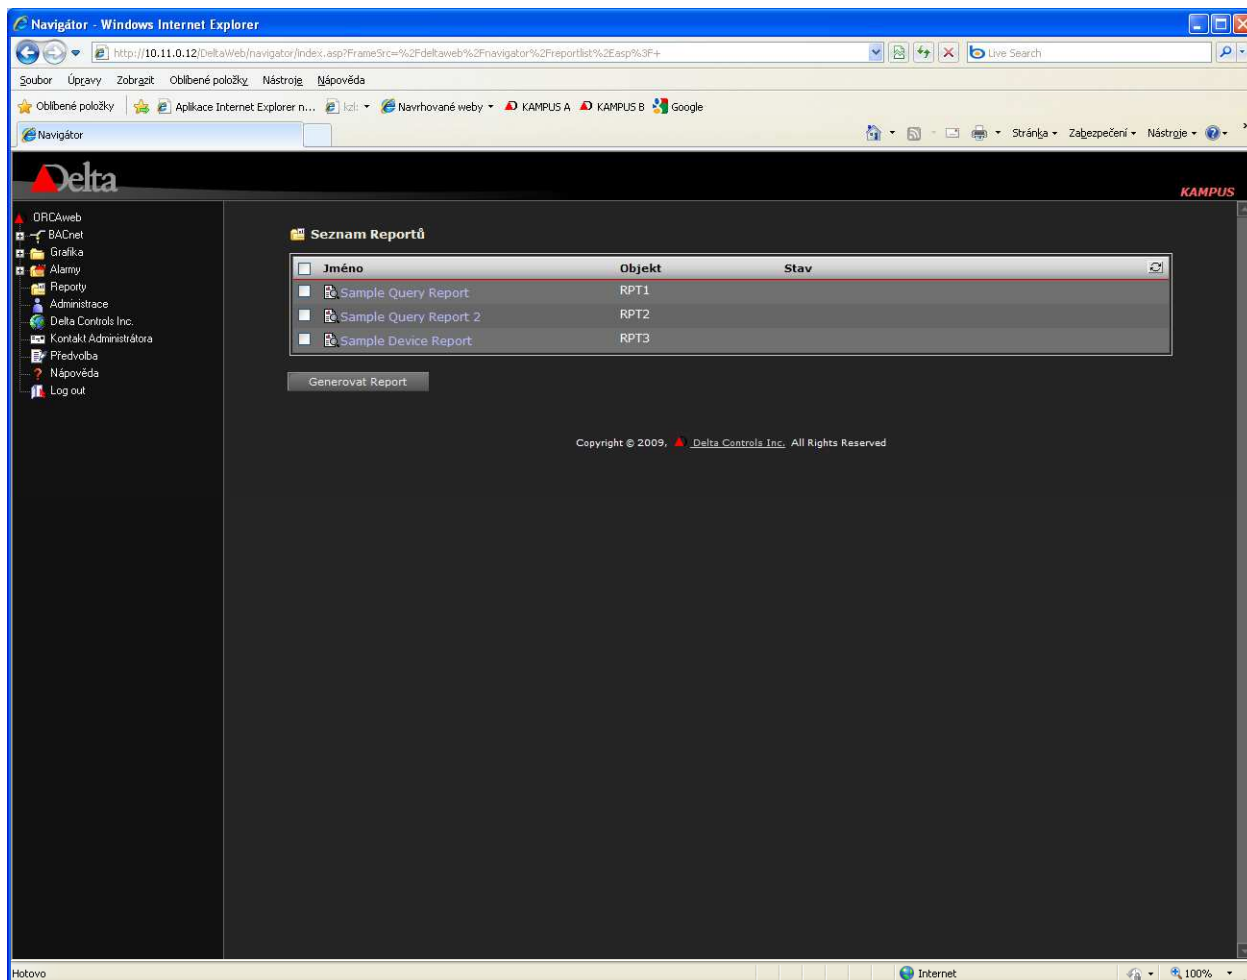 Navigátor - Windows Internet Explorer
http://10.11.0.12/DeltaWeb/navigator/index.asp?FrameSrc=%2Fdeltaweb%2Fnavigator%2Freportlist%2Easp%3F+
Live Search
Soubor Úpravy Zobrazit Oblíbené položky Nástroje Nápověda
Oblíbené položky Aplikace Internet Explorer n... kzl: Navrhované weby KAMPUS A KAMPUS B Google
Navigátor
Stránka Zabezpečení Nástroje
Delta
KAMPUS
ORCAweb
BACnet
Grafika
Alarmy
Reporty
Administrace
Delta Controls Inc.
Kontakt Administrátora
Předvolba
Nápověda
Log out
Seznam Reportů
Jméno Objekt Stav
Sample Query Report RPT1
Sample Query Report 2 RPT2
Sample Device Report RPT3
Generovat Report
Copyright © 2009, Delta Controls Inc. All Rights Reserved
Hotovo Internet 100%